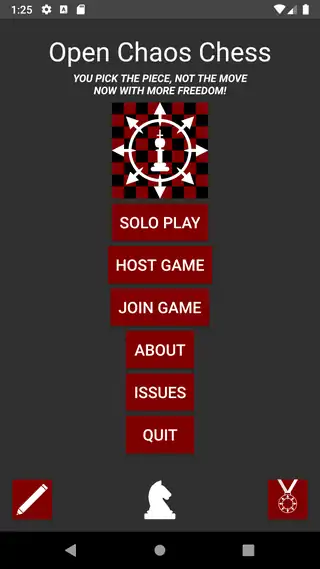 1:25
Open Chaos Chess
YOU PICK THE PIECE, NOT THE MOVE
NOW WITH MORE FREEDOM!
SOLO PLAY
HOST GAME
JOIN GAME
ABOUT
ISSUES
QUIT